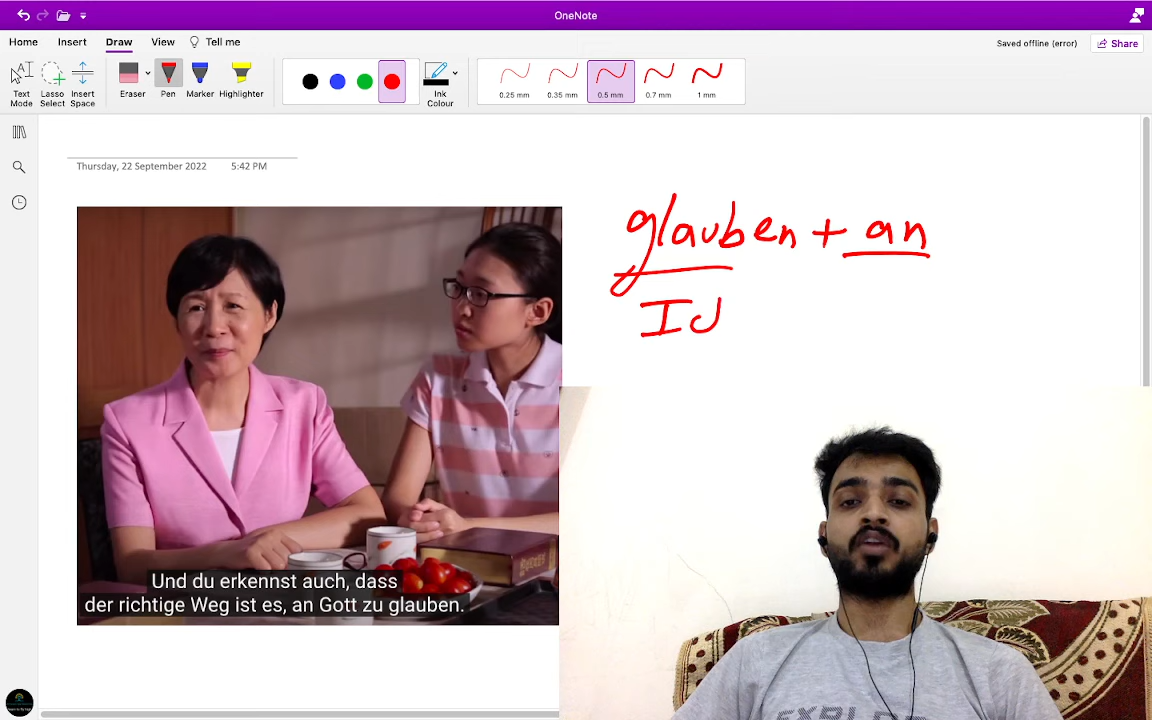 OneNote
Home Insert Draw View Tell me
Saved offline (error) Share
Text Mode
Lasso Select
Insert Space
Eraser
Pen
Marker
Highlighter
Ink Colour
0.25 mm 0.35 mm 0.5 mm 0.7 mm 1 mm
Thursday, 22 September 2022 5:42 PM
glauben + an
Und du erkennst auch, dass
der richtige Weg ist es, an Gott zu glauben.